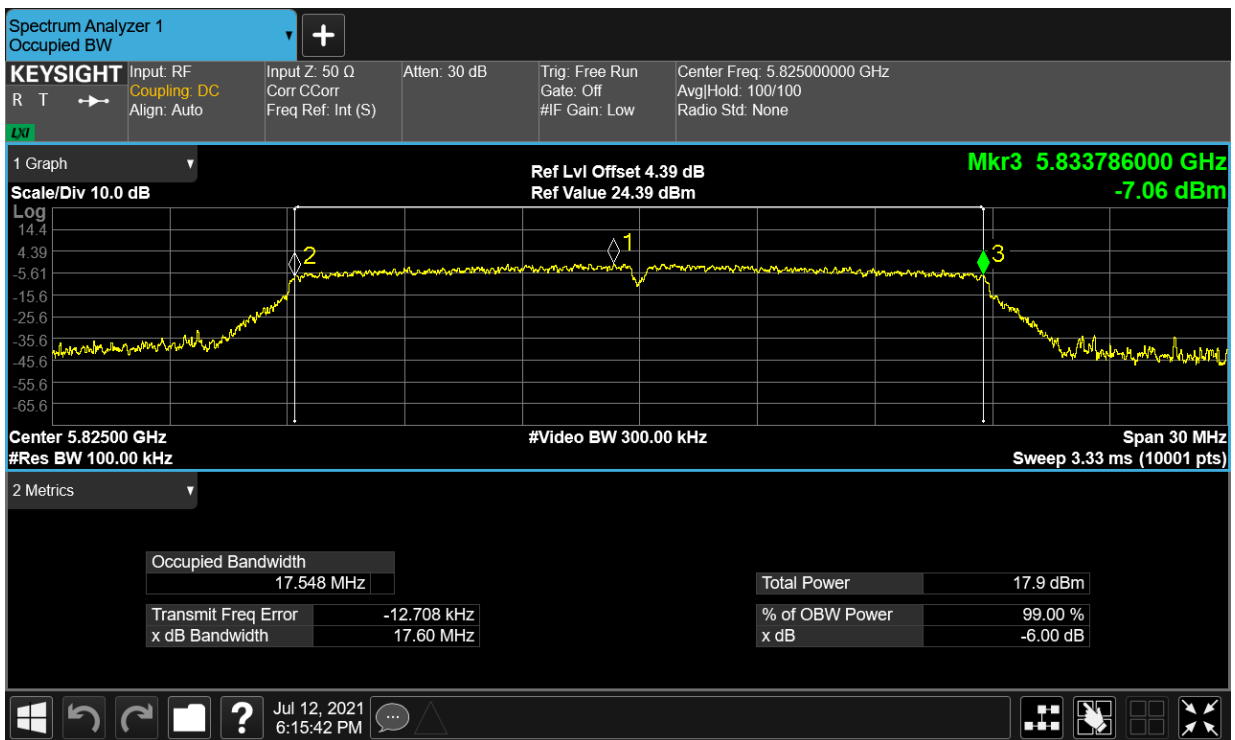 Spectrum Analyzer 1
Occupied BW
KEYSIGHT
R T
LXI
Input: RF
Coupling: DC
Align: Auto
Input Z: 50 Ω
Corr CCorr
Freq Ref: Int (S)
Atten: 30 dB
Trig: Free Run
Gate: Off
#IF Gain: Low
Center Freq: 5.825000000 GHz
Avg|Hold: 100/100
Radio Std: None
1 Graph
Scale/Div 10.0 dB
Ref Lvl Offset 4.39 dB
Ref Value 24.39 dBm
Mkr3 5.833786000 GHz
-7.06 dBm
Log
14.4
4.39
-5.61
-15.6
-25.6
-35.6
-45.6
-55.6
-65.6
2
1
3
Center 5.82500 GHz
#Video BW 300.00 kHz
Span 30 MHz
#Res BW 100.00 kHz
Sweep 3.33 ms (10001 pts)
2 Metrics
Occupied Bandwidth
17.548 MHz
Total Power 17.9 dBm
Transmit Freq Error -12.708 kHz
% of OBW Power 99.00 %
x dB Bandwidth 17.60 MHz
x dB -6.00 dB
?
Jul 12, 2021
6:15:42 PM